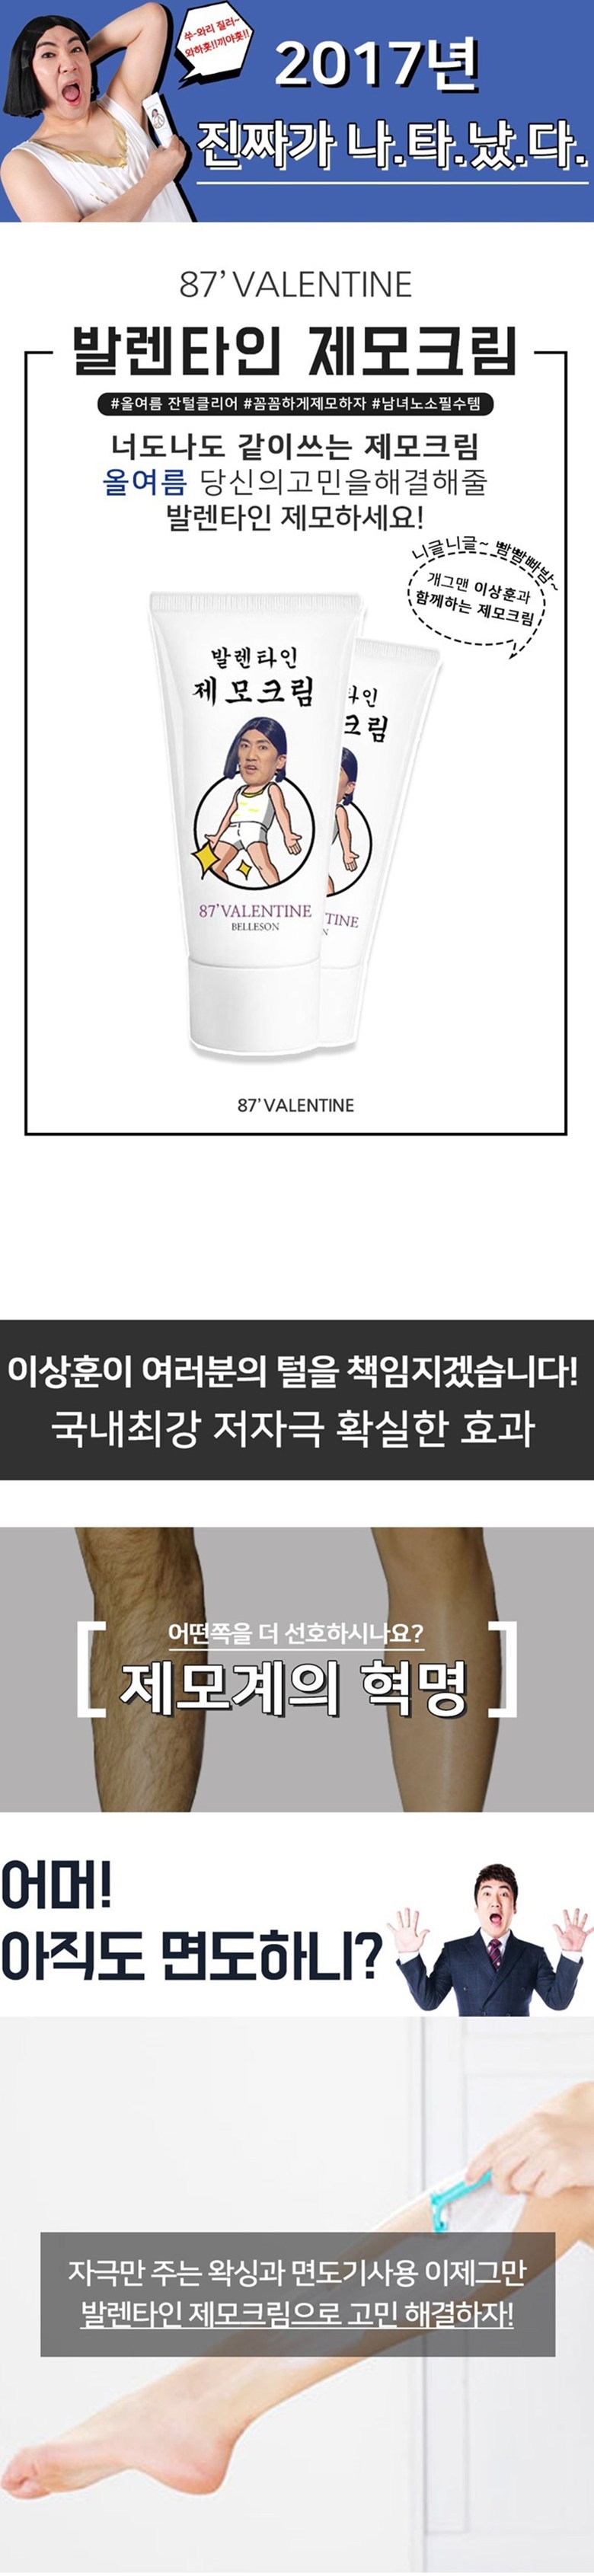 쑤-와리 질러~
와하훗!!끼야훗!!
2017년
진짜가 나.타.났.다.
87' VALENTINE
발렌타인 제모크림
#올여름 잔털클리어 #꼼꼼하게제모하자 #남녀노소필수템
너도나도 같이쓰는 제모크림
올여름 당신의고민을해결해줄
발렌타인 제모하세요!
니글니글~ 빰빰빠밤~
개그맨 이상훈과
함께하는 제모크림
발렌타인
제모크림
87'VALENTINE
BELLESON
타인
크림
TINE
N
87' VALENTINE
이상훈이 여러분의 털을 책임지겠습니다!
국내최강 저자극 확실한 효과
어떤쪽을 더 선호하시나요?
[제모계의 혁명]
어머!
아직도 면도하니?
자극만 주는 왁싱과 면도기사용 이제그만
발렌타인 제모크림으로 고민 해결하자!